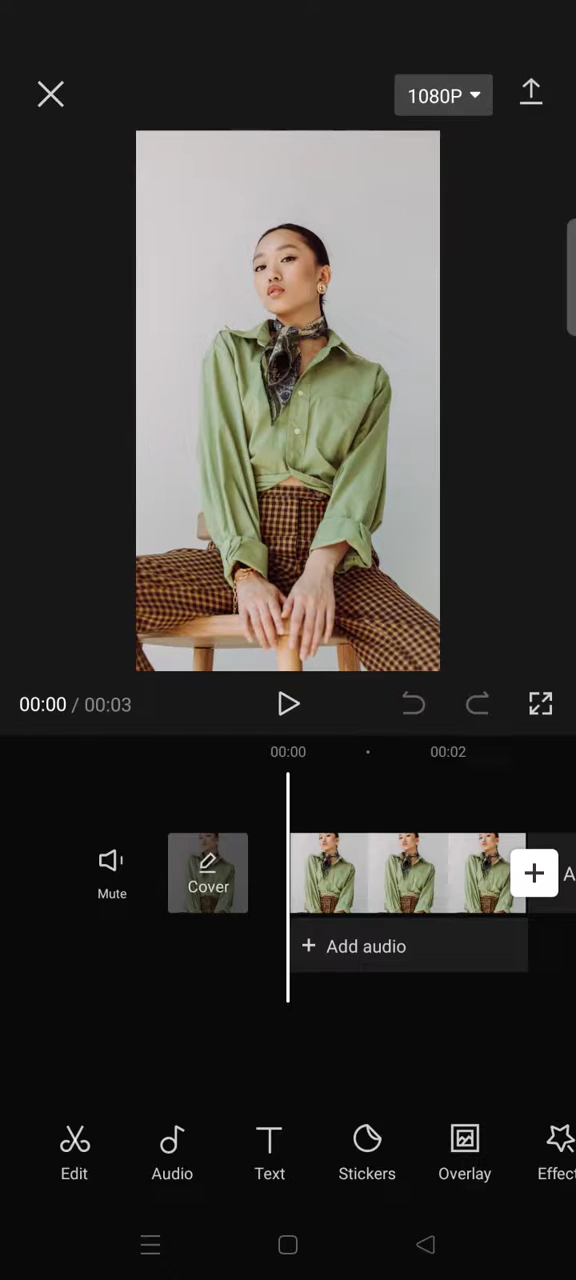 1080P
00:00 / 00:03
00:00
00:02
Mute
Cover
A
Add audio
Edit
Audio
Text
Stickers
Overlay
Effect